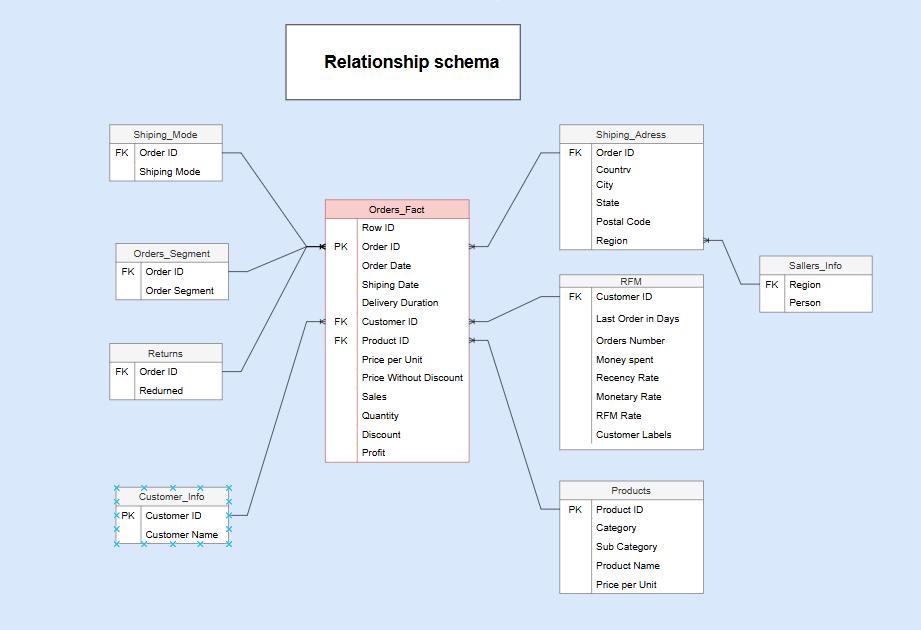 Relationship schema
Shiping_Mode
FK Order ID
Shiping Mode
Orders_Segment
FK Order ID
Order Segment
Returns
FK Order ID
Redurned
Customer_Info
PK Customer ID
Customer Name
Orders_Fact
Row ID
PK Order ID
Order Date
Shiping Date
Delivery Duration
FK Customer ID
FK Product ID
Price per Unit
Price Without Discount
Sales
Quantity
Discount
Profit
Shiping_Adress
FK Order ID
Country
City
State
Postal Code
Region
RFM
FK Customer ID
Last Order in Days
Orders Number
Money spent
Recency Rate
Monetary Rate
RFM Rate
Customer Labels
Products
PK Product ID
Category
Sub Category
Product Name
Price per Unit
Sallers_Info
FK Region
Person